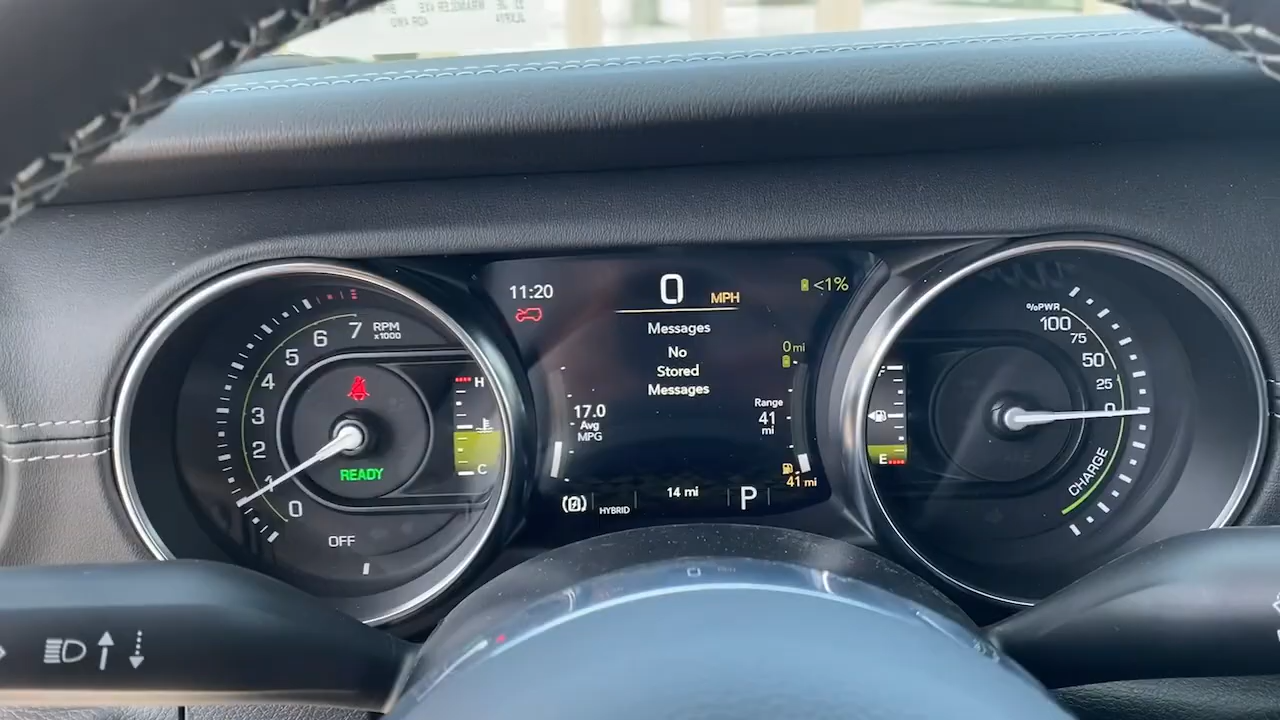 11:20
0 MPH
<1%
Messages
No
Stored
Messages
0 mi
17.0
Avg
MPG
Range
41
mi
41 mi
HYBRID
14 mi
P
7
6
5
4
3
2
1
0
RPM
x1000
READY
OFF
H
C
E
%PWR
100
75
50
25
0
CHARGE